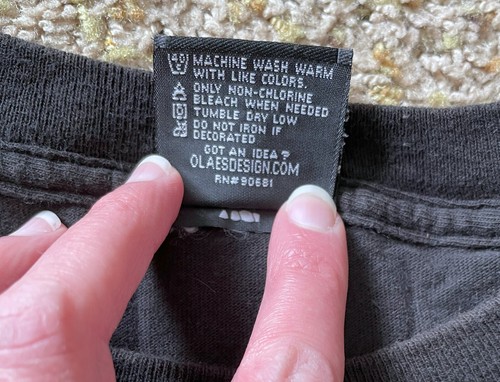 MACHINE WASH WARM
WITH LIKE COLORS.
ONLY NON-CHLORINE
BLEACH WHEN NEEDED
TUMBLE DRY LOW
DO NOT IRON IF
DECORATED
GOT AN IDEA?
OLAESDESIGN.COM
RN#90681